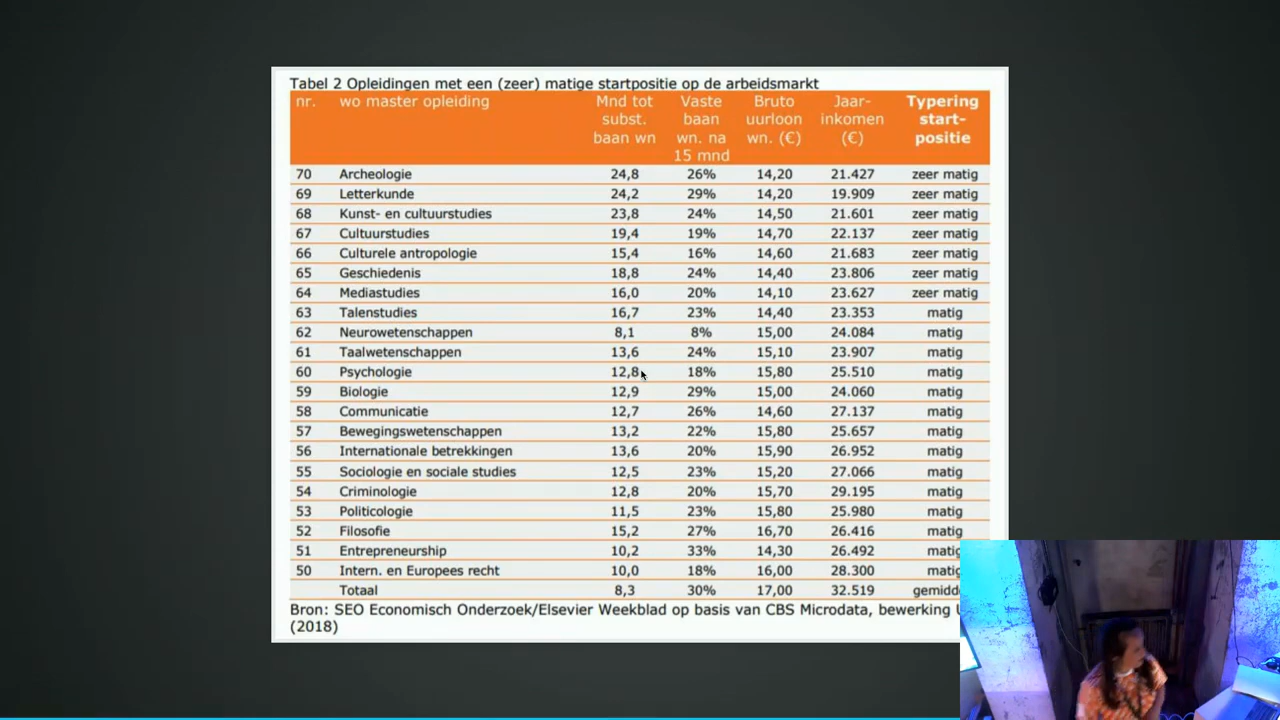 Tabel 2 Opleidingen met een (zeer) matige startpositie op de arbeidsmarkt
nr. wo master opleiding Mnd tot subst. baan wn Vaste baan wn. na 15 mnd Bruto uurloon wn. (€) Jaar-inkomen (€) Typering start-positie
70 Archeologie 24,8 26% 14,20 21.427 zeer matig
69 Letterkunde 24,2 29% 14,20 19.909 zeer matig
68 Kunst- en cultuurstudies 23,8 24% 14,50 21.601 zeer matig
67 Cultuurstudies 19,4 19% 14,70 22.137 zeer matig
66 Culturele antropologie 15,4 16% 14,60 21.683 zeer matig
65 Geschiedenis 18,8 24% 14,40 23.806 zeer matig
64 Mediastudies 16,0 20% 14,10 23.627 zeer matig
63 Talenstudies 16,7 23% 14,40 23.353 matig
62 Neurowetenschappen 8,1 8% 15,00 24.084 matig
61 Taalwetenschappen 13,6 24% 15,10 23.907 matig
60 Psychologie 12,8 18% 15,80 25.510 matig
59 Biologie 12,9 29% 15,00 24.060 matig
58 Communicatie 12,7 26% 14,60 27.137 matig
57 Bewegingswetenschappen 13,2 22% 15,80 25.657 matig
56 Internationale betrekkingen 13,6 20% 15,90 26.952 matig
55 Sociologie en sociale studies 12,5 23% 15,20 27.066 matig
54 Criminologie 12,8 20% 15,70 29.195 matig
53 Politicologie 11,5 23% 15,80 25.980 matig
52 Filosofie 15,2 27% 16,70 26.416 matig
51 Entrepreneurship 10,2 33% 14,30 26.492 matig
50 Intern. en Europees recht 10,0 18% 16,00 28.300 matig
Totaal 8,3 30% 17,00 32.519
Bron: SEO Economisch Onderzoek/Elsevier Weekblad op basis van CBS Microdata, bewerking
(2018)